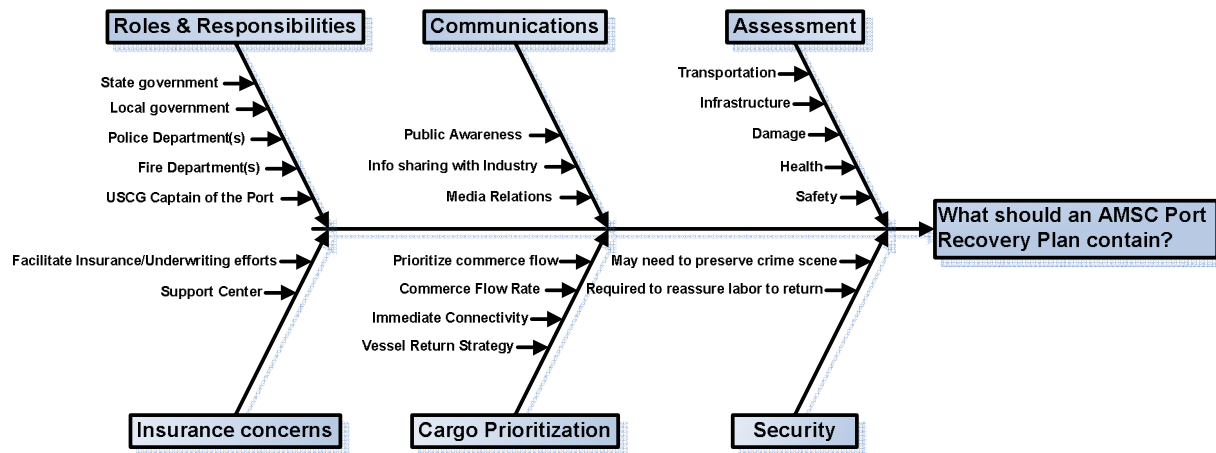 Roles & Responsibilities
Communications
Assessment
State government
Local government
Police Department(s)
Fire Department(s)
USCG Captain of the Port
Public Awareness
Info sharing with Industry
Media Relations
Transportation
Infrastructure
Damage
Health
Safety
What should an AMSC Port
Recovery Plan contain?
Facilitate Insurance/Underwriting efforts
Support Center
Prioritize commerce flow
Commerce Flow Rate
Immediate Connectivity
Vessel Return Strategy
May need to preserve crime scene
Required to reassure labor to return
Insurance concerns
Cargo Prioritization
Security